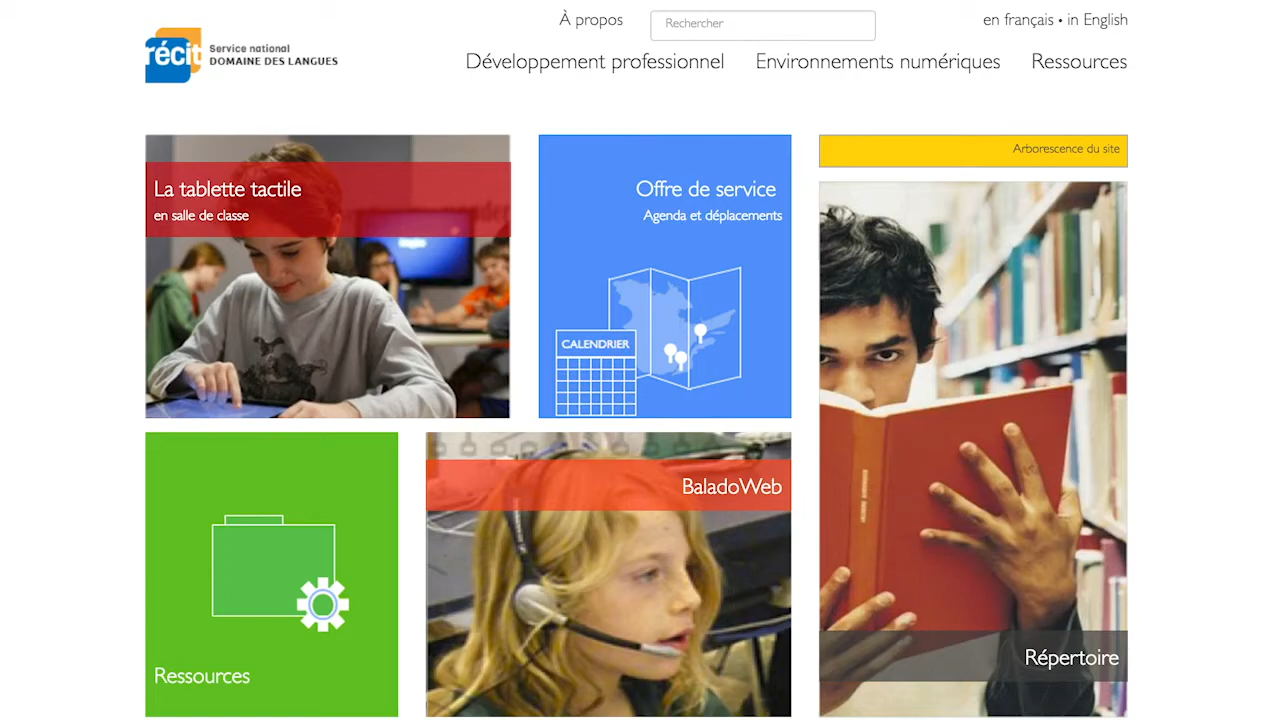 À propos
Rechercher
en français • in English
récit
Service national
DOMAINE DES LANGUES
Développement professionnel
Environnements numériques
Ressources
La tablette tactile
en salle de classe
Offre de service
Agenda et déplacements
CALENDRIER
Arborescence du site
Ressources
BaladoWeb
Répertoire